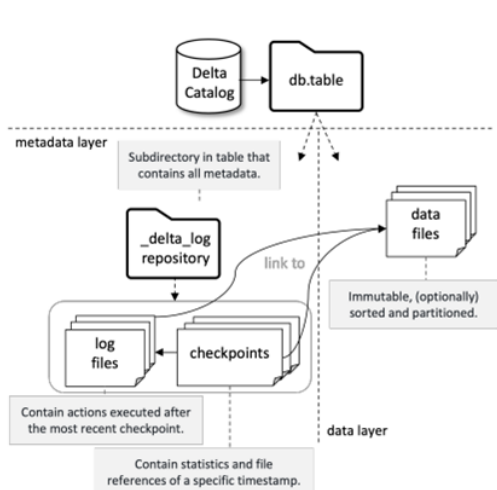 Delta
Catalog
db.table
metadata layer
Subdirectory in table that
contains all metadata.
_delta_log
repository
data
files
link to
Immutable, (optionally)
sorted and partitioned.
log
files
checkpoints
Contain actions executed after
the most recent checkpoint.
data layer
Contain statistics and file
references of a specific timestamp.